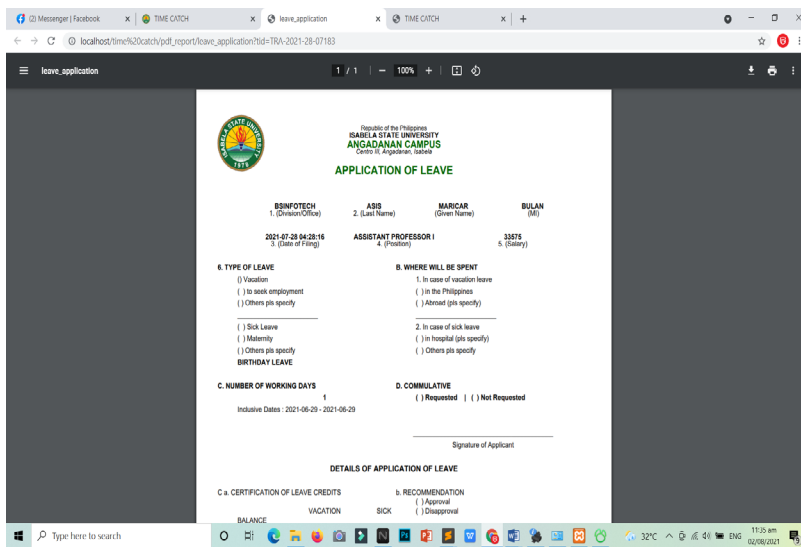 (2) Messenger | Facebook
TIME CATCH
leave_application
TIME CATCH
localhost/time%20catch/pdf_report/leave_application?tid=TRA-2021-28-07183
leave_application
1 / 1
100%
ISABELA STATE UNIVERSITY
1978
Republic of the Philippines
ISABELA STATE UNIVERSITY
ANGADANAN CAMPUS
Centro III, Angadanan, Isabela
APPLICATION OF LEAVE
BSINFOTECH ASIS MARICAR BULAN
1. (Division/Office) 2. (Last Name) (Given Name) (MI)
2021-07-28 04:28:16 ASSISTANT PROFESSOR I 33575
3. (Date of Filing) 4. (Position) 5. (Salary)
6. TYPE OF LEAVE
() Vacation
( ) to seek employment
( ) Others pls specify
( ) Sick Leave
( ) Maternity
( ) Others pls specify
BIRTHDAY LEAVE
B. WHERE WILL BE SPENT
1. In case of vacation leave
( ) in the Philippines
( ) Abroad (pls specify)
2. In case of sick leave
( ) in hospital (pls specify)
( ) Others pls specify
C. NUMBER OF WORKING DAYS
1
Inclusive Dates : 2021-06-29 - 2021-06-29
D. COMMULATIVE
( ) Requested | ( ) Not Requested
Signature of Applicant
DETAILS OF APPLICATION OF LEAVE
C a. CERTIFICATION OF LEAVE CREDITS
VACATION SICK
BALANCE
b. RECOMMENDATION
( ) Approval
( ) Disapproval
Type here to search
32°C
ENG
11:35 am
02/08/2021